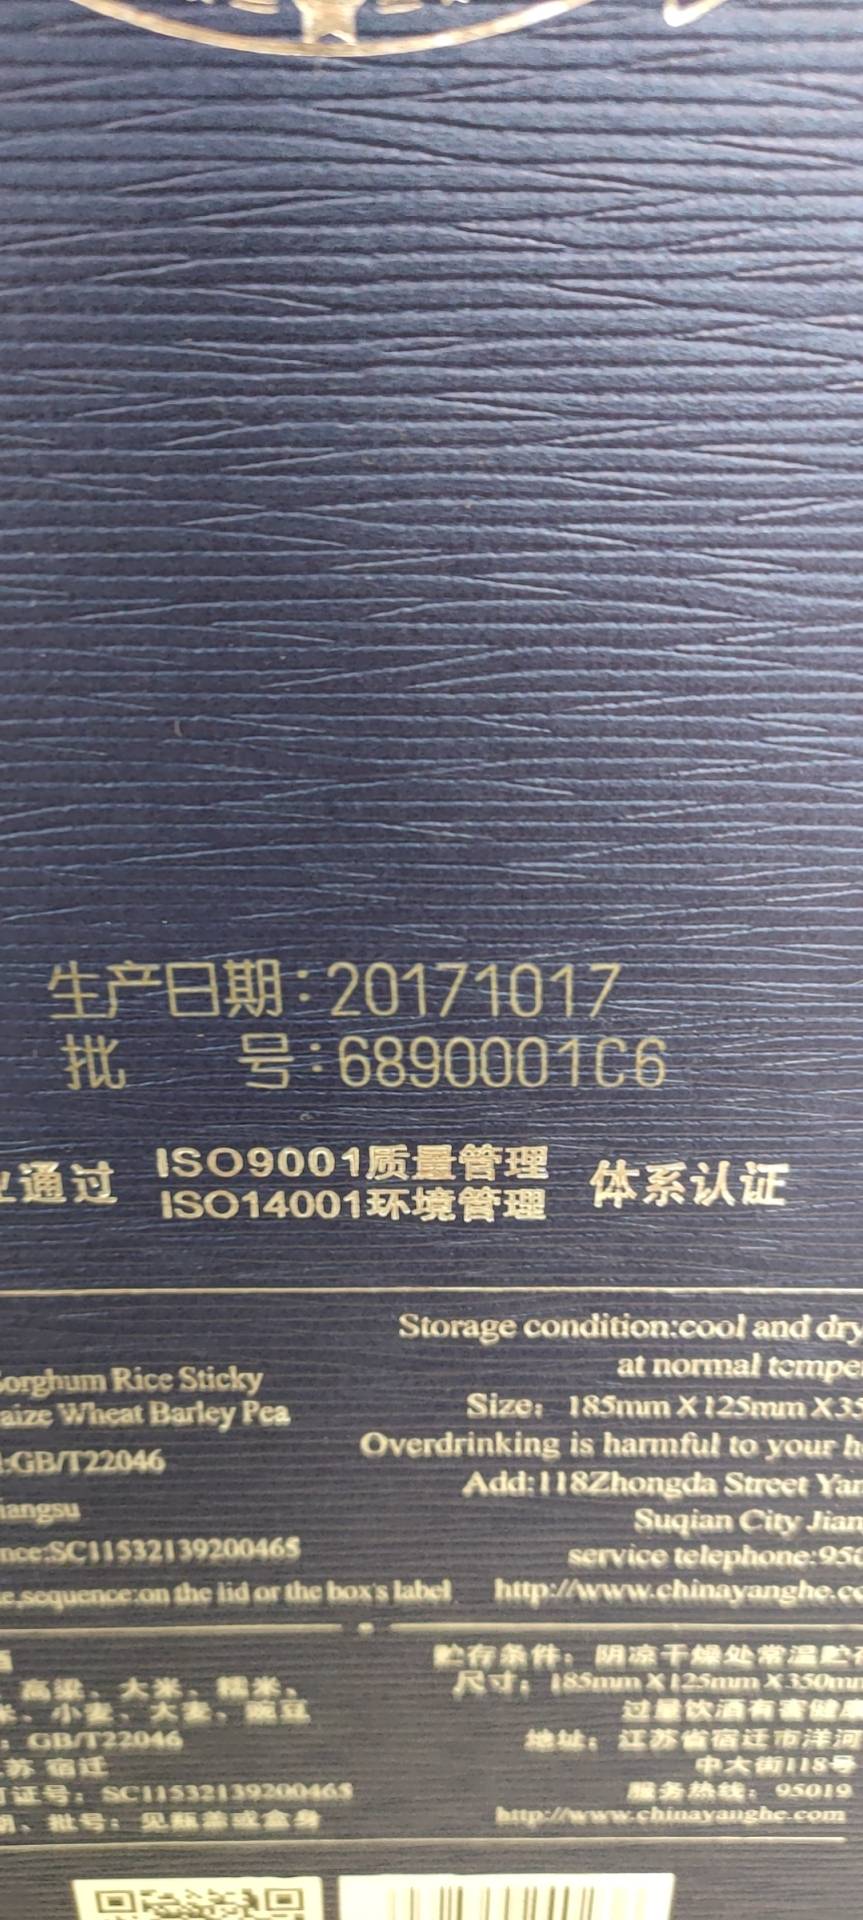 生产日期:20171017
批 号:6890001C6
通过 ISO9001质量管理 体系认证
ISO14001环境管理
Storage condition:cool and dry
at normal tempe
Sorghum Rice Sticky
aize Wheat Barley Pea
Size: 185mm X 125mm X 35
:GB/T22046
Overdrinking is harmful to your h
Add:118Zhongda Street Yan
iangsu
Suqian City Jian
nce:SC11532139200465
service telephone:950
e,sequence:on the lid or the box's label
http://www.chinayanghe.co
贮存条件: 阴凉干燥处常温贮存
高粱、大米、糯米、
尺寸: 185mm X 125mm X 350mm
米、小麦、大麦、豌豆
过量饮酒有害健康
: GB/T22046
地址: 江苏省宿迁市洋河
苏 宿迁
中大街118号
可证号: SC11532139200465
服务热线: 95019
期、批号: 见瓶盖或盒身
http://www.chinayanghe.com